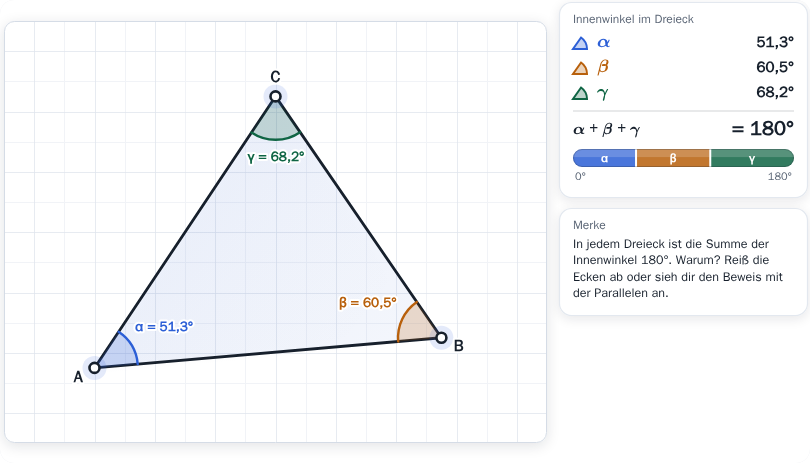 C
γ = 68,2°
α = 51,3°
β = 60,5°
A
B
Innenwinkel im Dreieck
α 51,3°
β 60,5°
γ 68,2°
α + β + γ = 180°
α β γ
0° 180°
Merke
In jedem Dreieck ist die Summe der
Innenwinkel 180°. Warum? Reiß die
Ecken ab oder sieh dir den Beweis mit
der Parallelen an.